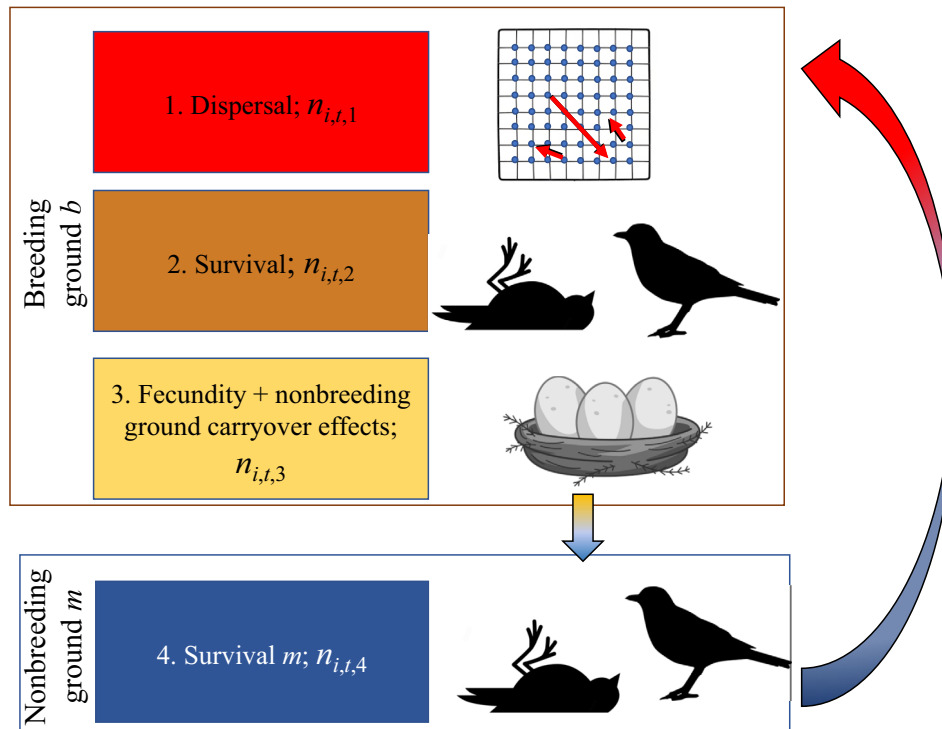 Breeding
ground b
1. Dispersal; n_{i,t,1}
2. Survival; n_{i,t,2}
3. Fecundity + nonbreeding
ground carryover effects;
n_{i,t,3}
Nonbreeding
ground m
4. Survival m; n_{i,t,4}